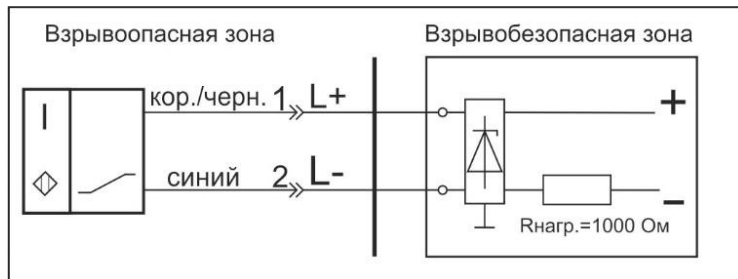 Взрывоопасная зона
Взрывобезопасная зона
I
кор./черн. 1 L+
+
синий 2 L-
-
Rнагр.=1000 Ом